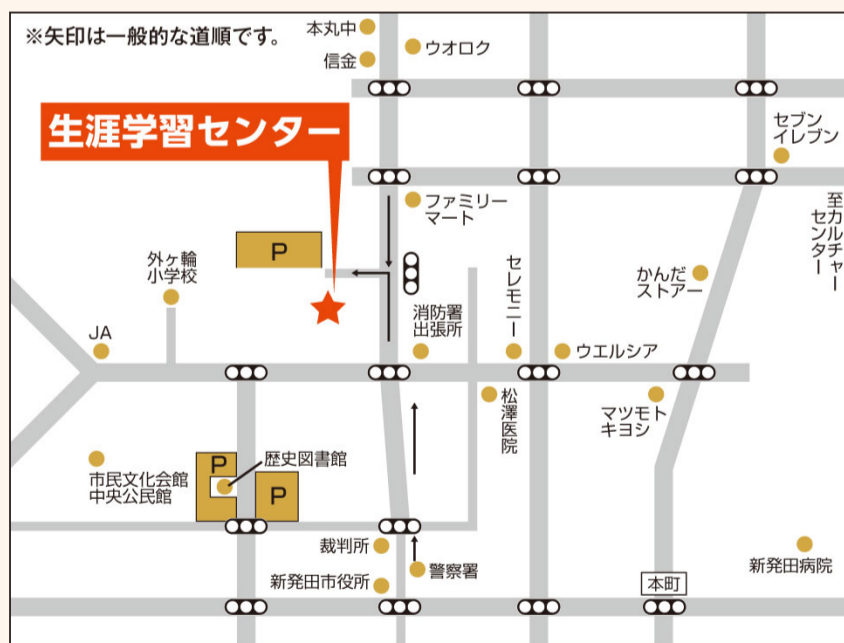 ※矢印は一般的な道順です。
本丸中
信金
ウオロク
生涯学習センター
セブン
イレブン
ファミリー
マート
至カルチャー
センター
P
外ヶ輪
小学校
セレモニー
かんだ
ストアー
消防署
出張所
JA
ウエルシア
松澤医院
マツモト
キヨシ
市民文化会館
中央公民館
P
歴史図書館
P
裁判所
警察署
新発田市役所
本町
新発田病院